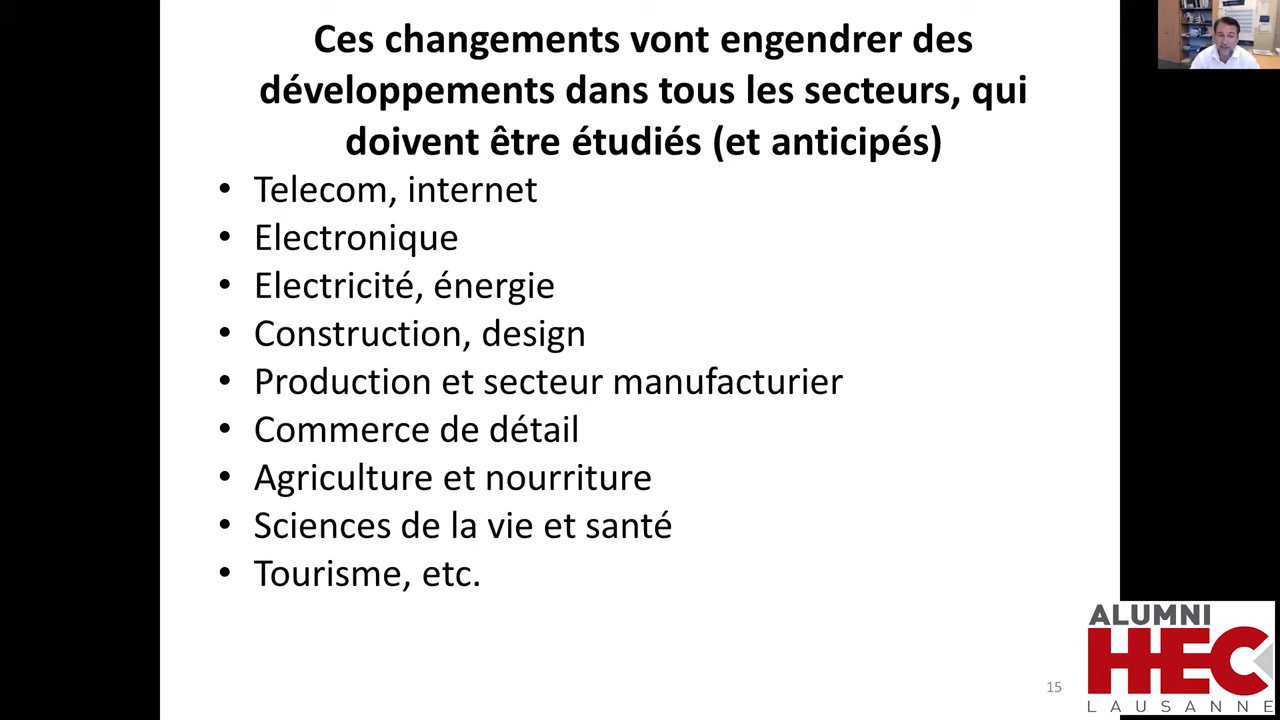 Ces changements vont engendrer des
développements dans tous les secteurs, qui
doivent être étudiés (et anticipés)
• Telecom, internet
• Electronique
• Electricité, énergie
• Construction, design
• Production et secteur manufacturier
• Commerce de détail
• Agriculture et nourriture
• Sciences de la vie et santé
• Tourisme, etc.
15
ALUMNI
HEC
LAUSANNE